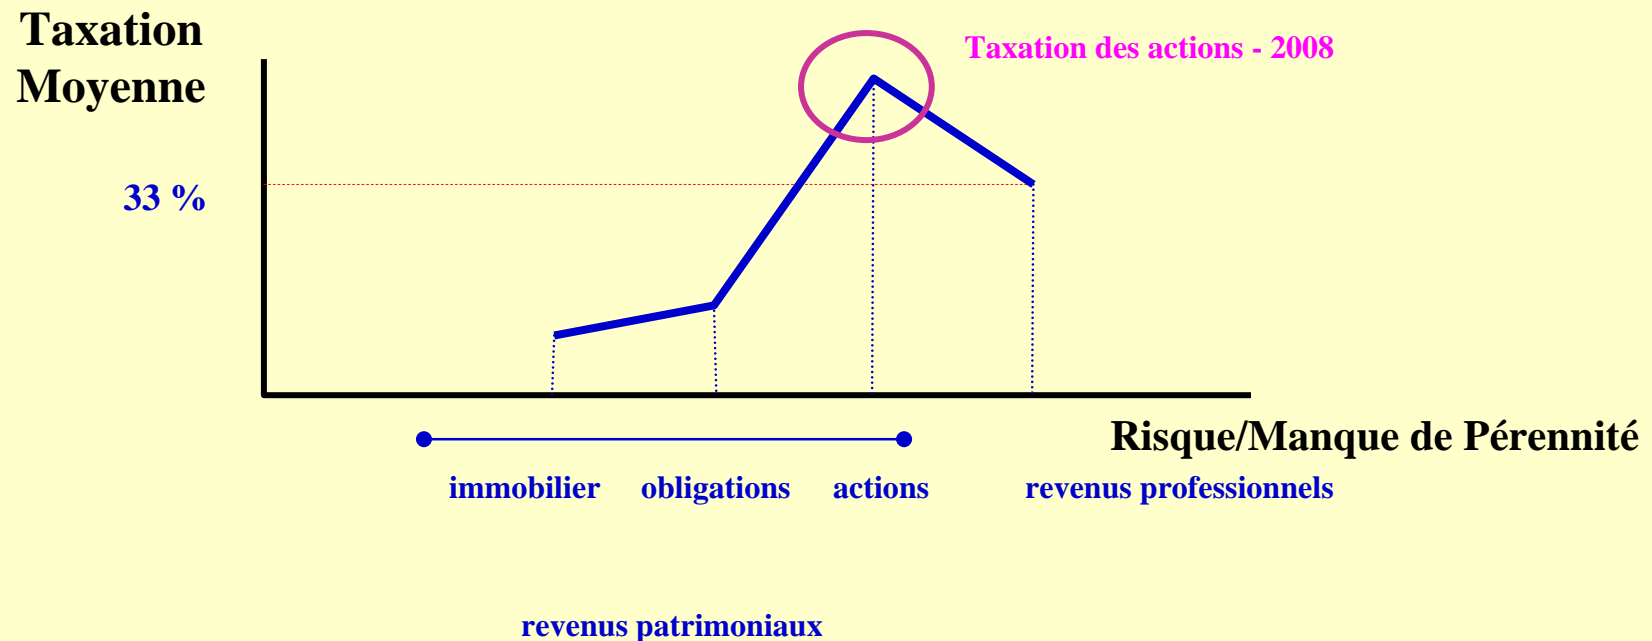 Taxation
Moyenne
Taxation des actions - 2008
33 %
Risque/Manque de Pérennité
immobilier obligations actions revenus professionnels
revenus patrimoniaux